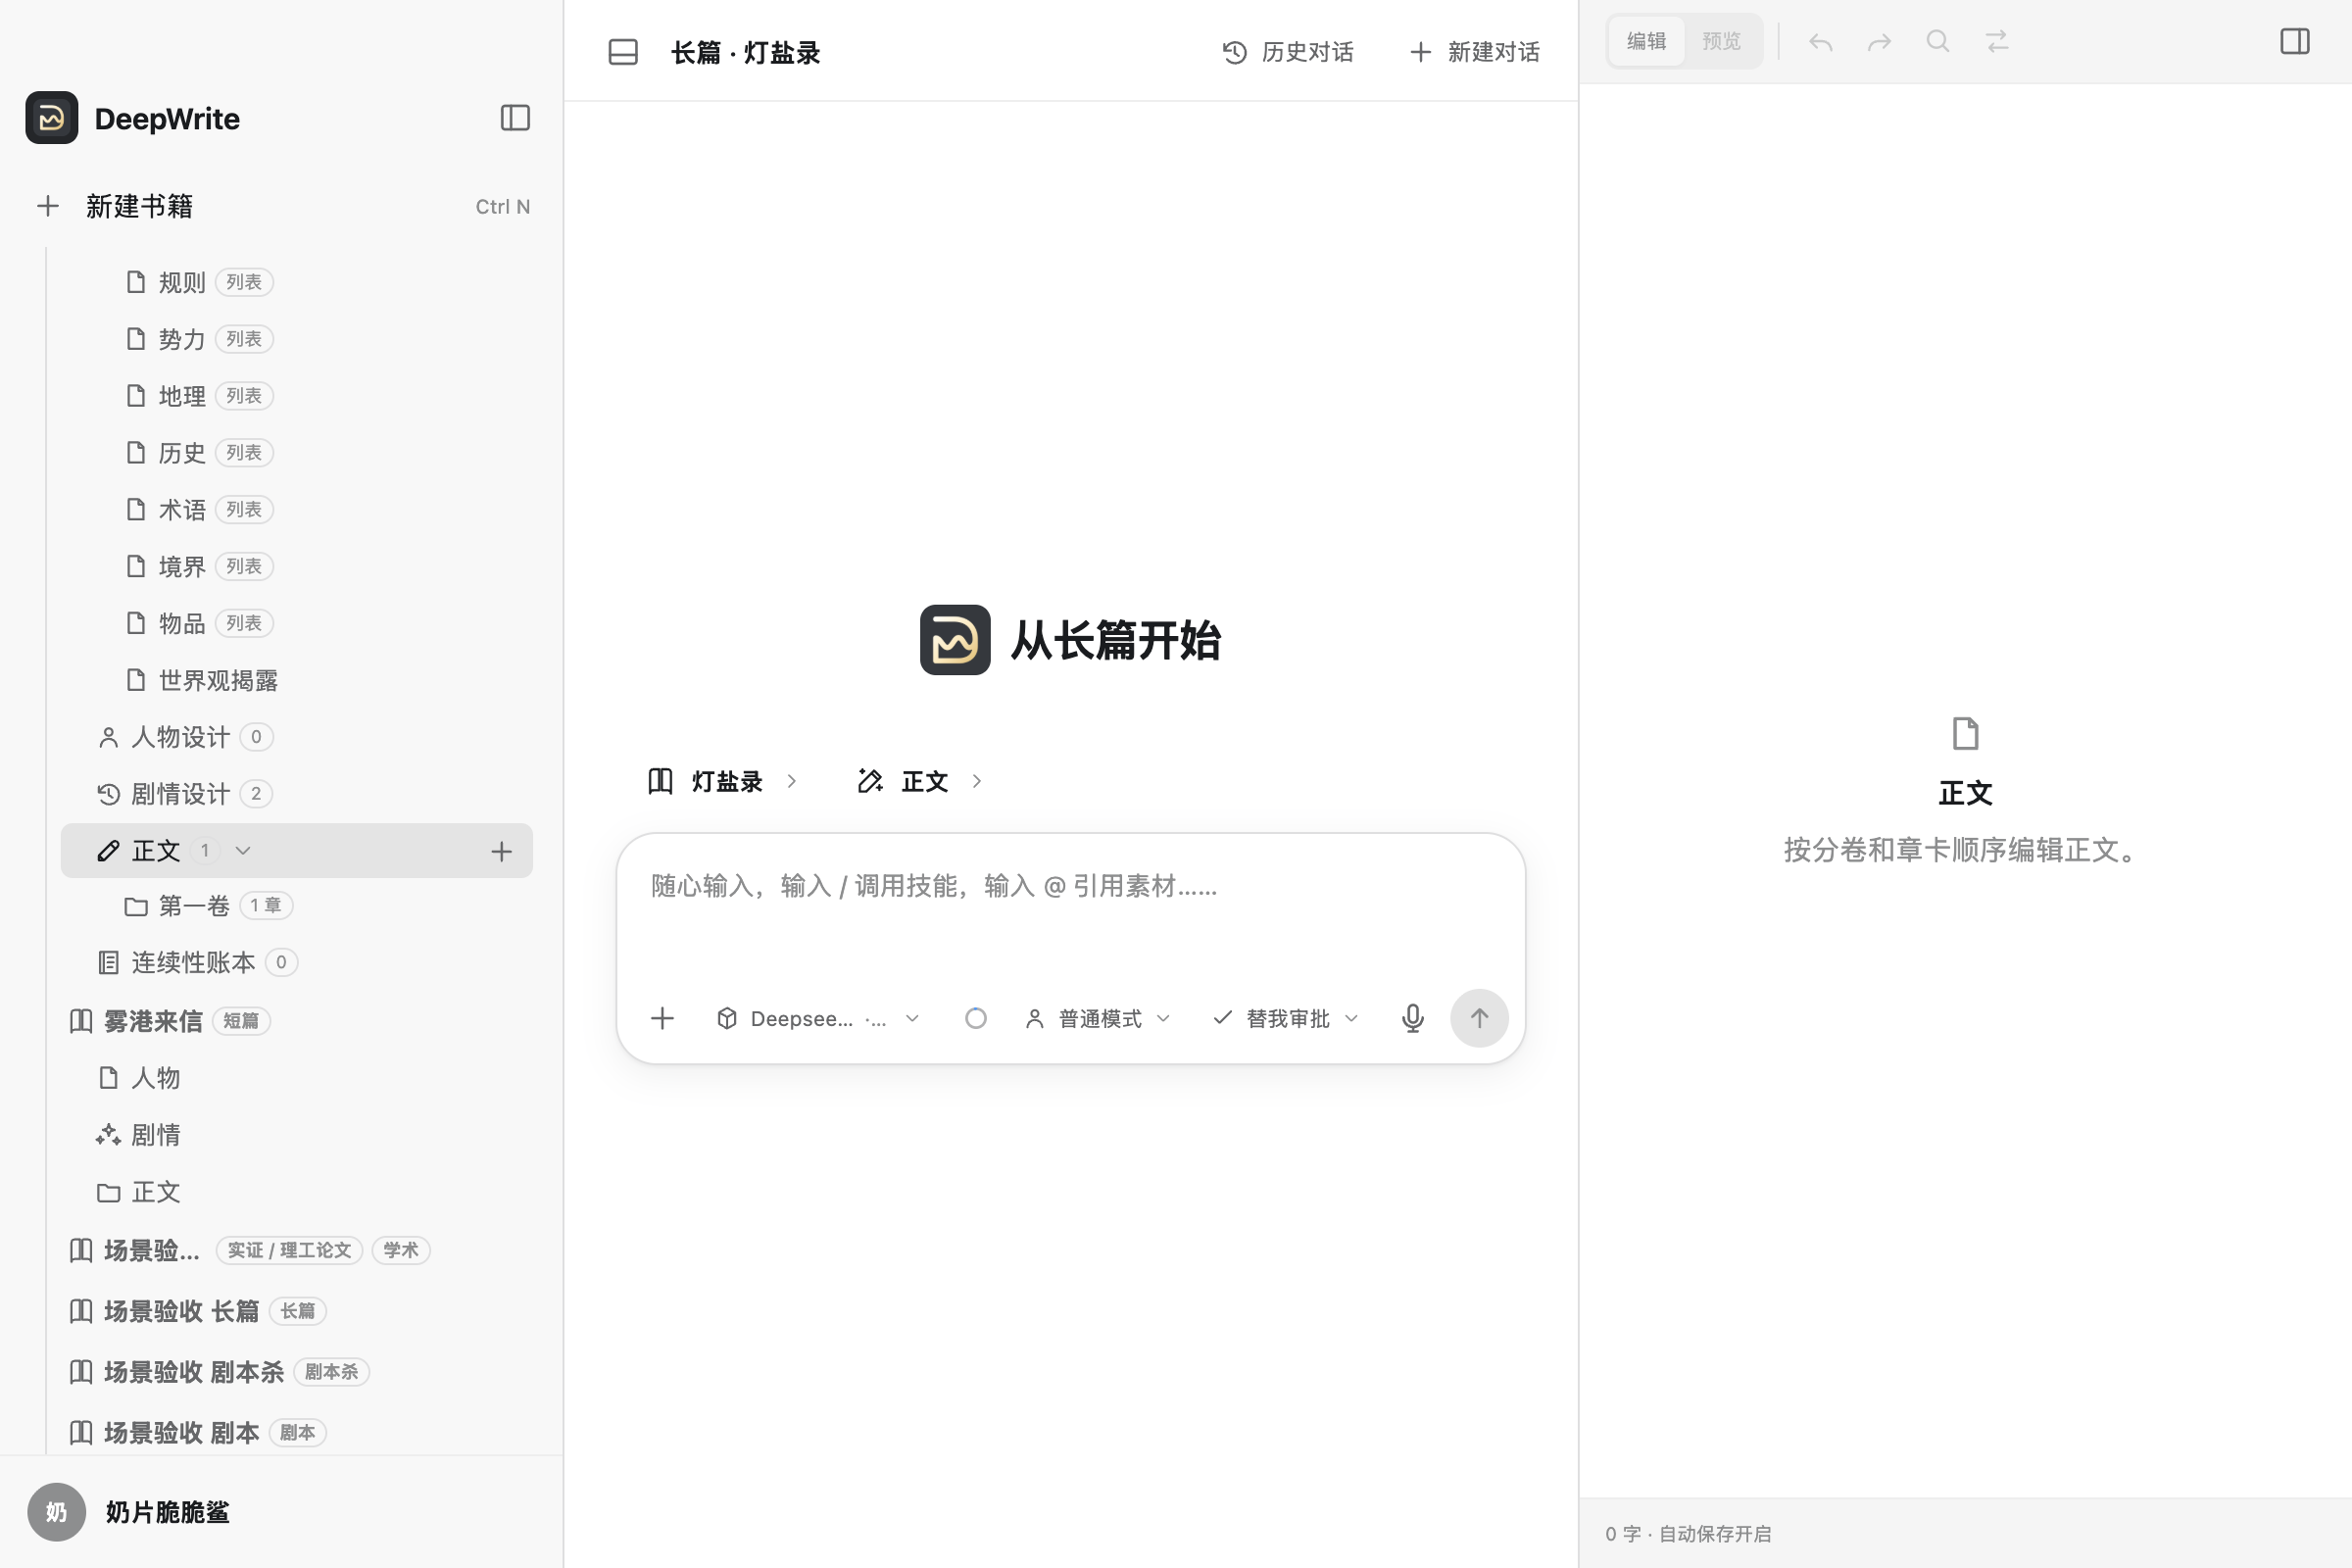 DeepWrite
新建书籍 Ctrl N
规则 列表
势力 列表
地理 列表
历史 列表
术语 列表
境界 列表
物品 列表
世界观揭露
人物设计 0
剧情设计 2
正文 1
第一卷 1 章
连续性账本 0
雾港来信 短篇
人物
剧情
正文
场景验... 实证 / 理工论文 学术
场景验收 长篇 长篇
场景验收 剧本杀 剧本杀
场景验收 剧本 剧本
奶 奶片脆脆鲨
长篇 · 灯盐录 历史对话 新建对话
从长篇开始
灯盐录 正文
随心输入，输入 / 调用技能，输入 @ 引用素材......
Deepsee... ·... 普通模式 替我审批
编辑 预览
正文
按分卷和章卡顺序编辑正文。
0 字 · 自动保存开启